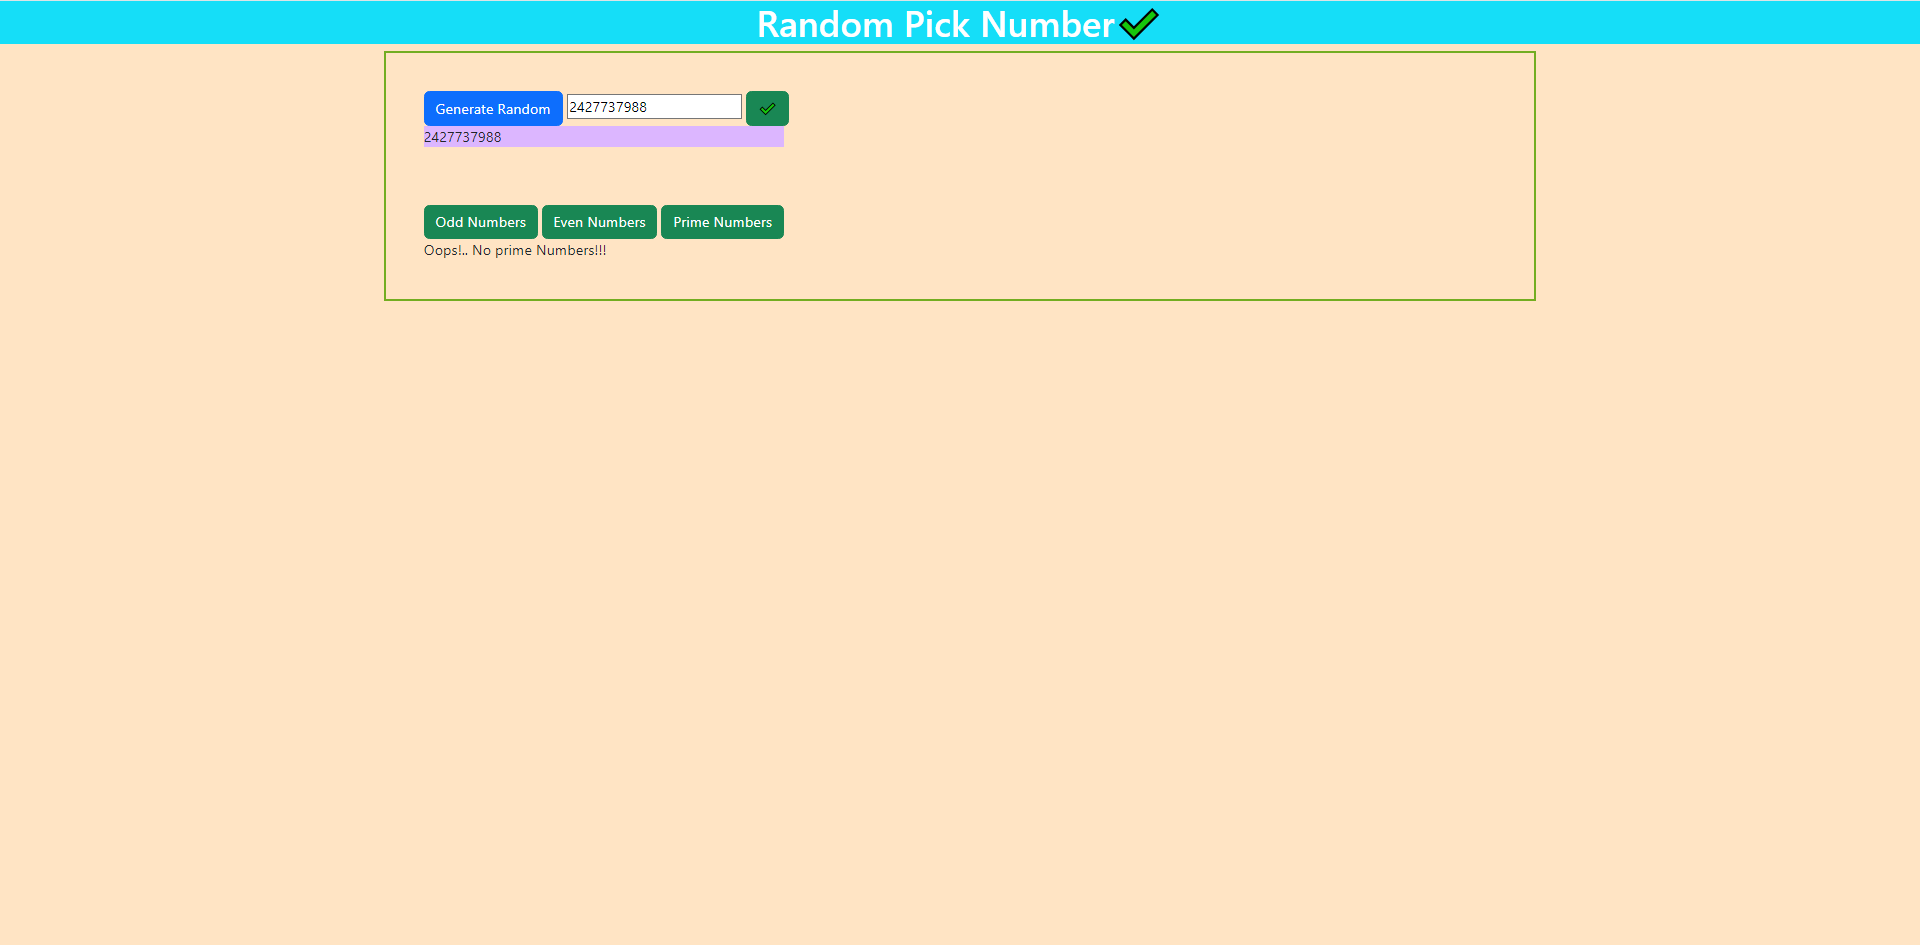 Random Pick Number
Generate Random 2427737988
2427737988
Odd Numbers Even Numbers Prime Numbers
Oops!.. No prime Numbers!!!